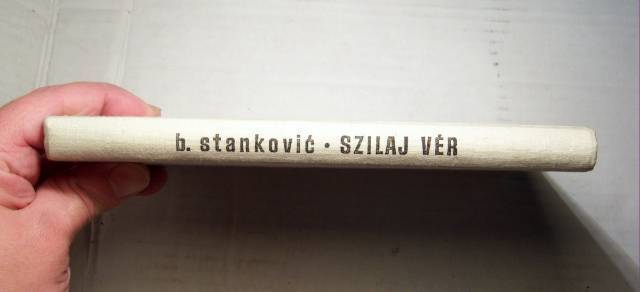 b. stanković • SZILAJ VÉR